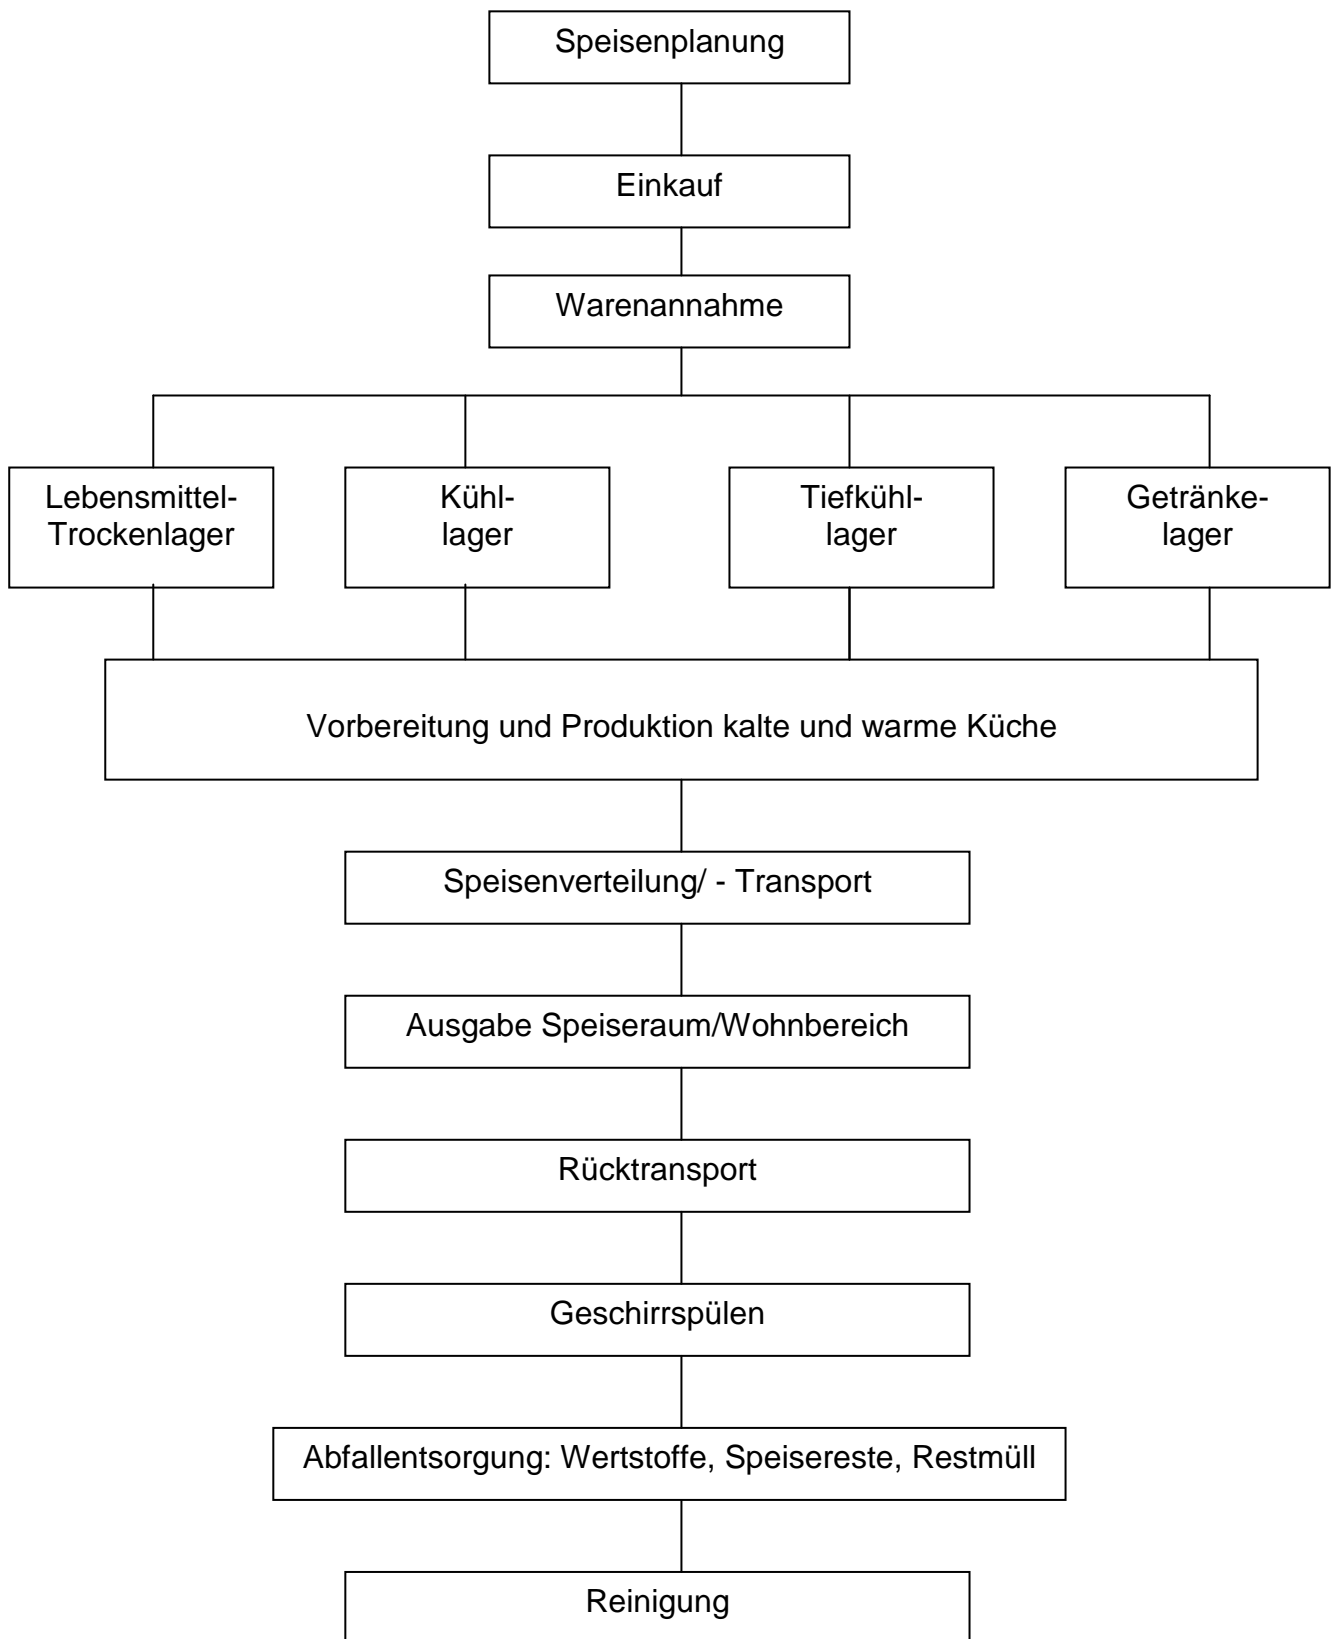 Speisenplanung
Einkauf
Warenannahme
Lebensmittel-
Trockenlager
Kühl-
lager
Tiefkühl-
lager
Getränke-
lager
Vorbereitung und Produktion kalte und warme Küche
Speisenverteilung/ - Transport
Ausgabe Speiseraum/Wohnbereich
Rücktransport
Geschirrspülen
Abfallentsorgung: Wertstoffe, Speisereste, Restmüll
Reinigung